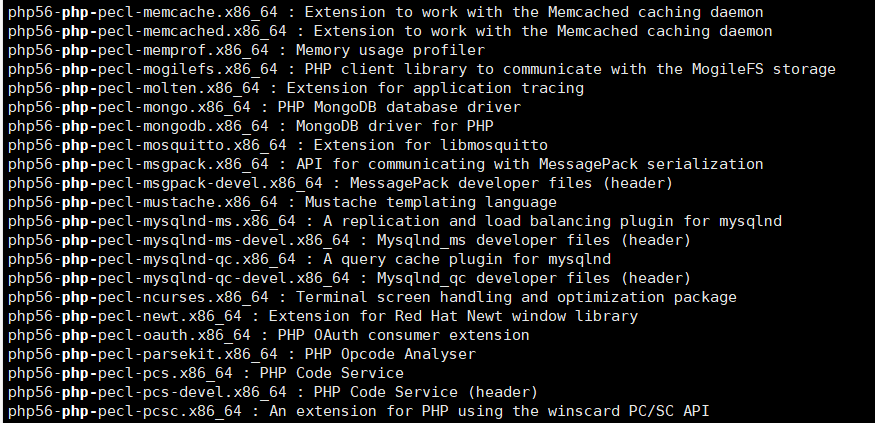 php56-php-pecl-memcache.x86_64 : Extension to work with the Memcached caching daemon
php56-php-pecl-memcached.x86_64 : Extension to work with the Memcached caching daemon
php56-php-pecl-memprof.x86_64 : Memory usage profiler
php56-php-pecl-mogilefs.x86_64 : PHP client library to communicate with the MogileFS storage
php56-php-pecl-molten.x86_64 : Extension for application tracing
php56-php-pecl-mongo.x86_64 : PHP MongoDB database driver
php56-php-pecl-mongodb.x86_64 : MongoDB driver for PHP
php56-php-pecl-mosquitto.x86_64 : Extension for libmosquitto
php56-php-pecl-msgpack.x86_64 : API for communicating with MessagePack serialization
php56-php-pecl-msgpack-devel.x86_64 : MessagePack developer files (header)
php56-php-pecl-mustache.x86_64 : Mustache templating language
php56-php-pecl-mysqlnd-ms.x86_64 : A replication and load balancing plugin for mysqlnd
php56-php-pecl-mysqlnd-ms-devel.x86_64 : Mysqlnd_ms developer files (header)
php56-php-pecl-mysqlnd-qc.x86_64 : A query cache plugin for mysqlnd
php56-php-pecl-mysqlnd-qc-devel.x86_64 : Mysqlnd_qc developer files (header)
php56-php-pecl-ncurses.x86_64 : Terminal screen handling and optimization package
php56-php-pecl-newt.x86_64 : Extension for Red Hat Newt window library
php56-php-pecl-oauth.x86_64 : PHP OAuth consumer extension
php56-php-pecl-parsekit.x86_64 : PHP Opcode Analyser
php56-php-pecl-pcs.x86_64 : PHP Code Service
php56-php-pecl-pcs-devel.x86_64 : PHP Code Service (header)
php56-php-pecl-pcsc.x86_64 : An extension for PHP using the winscard PC/SC API